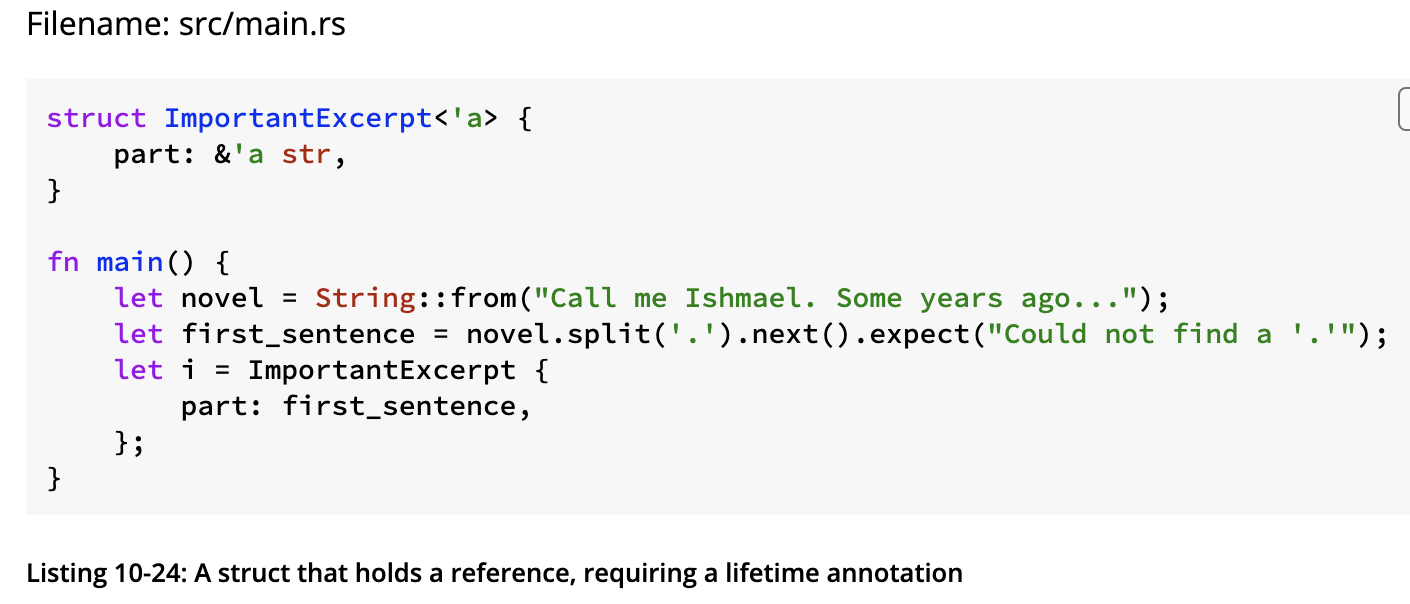 Filename: src/main.rs
struct ImportantExcerpt<'a> {
    part: &'a str,
}
fn main() {
    let novel = String::from("Call me Ishmael. Some years ago...");
    let first_sentence = novel.split('.').next().expect("Could not find a '.'");
    let i = ImportantExcerpt {
        part: first_sentence,
    };
}
Listing 10-24: A struct that holds a reference, requiring a lifetime annotation